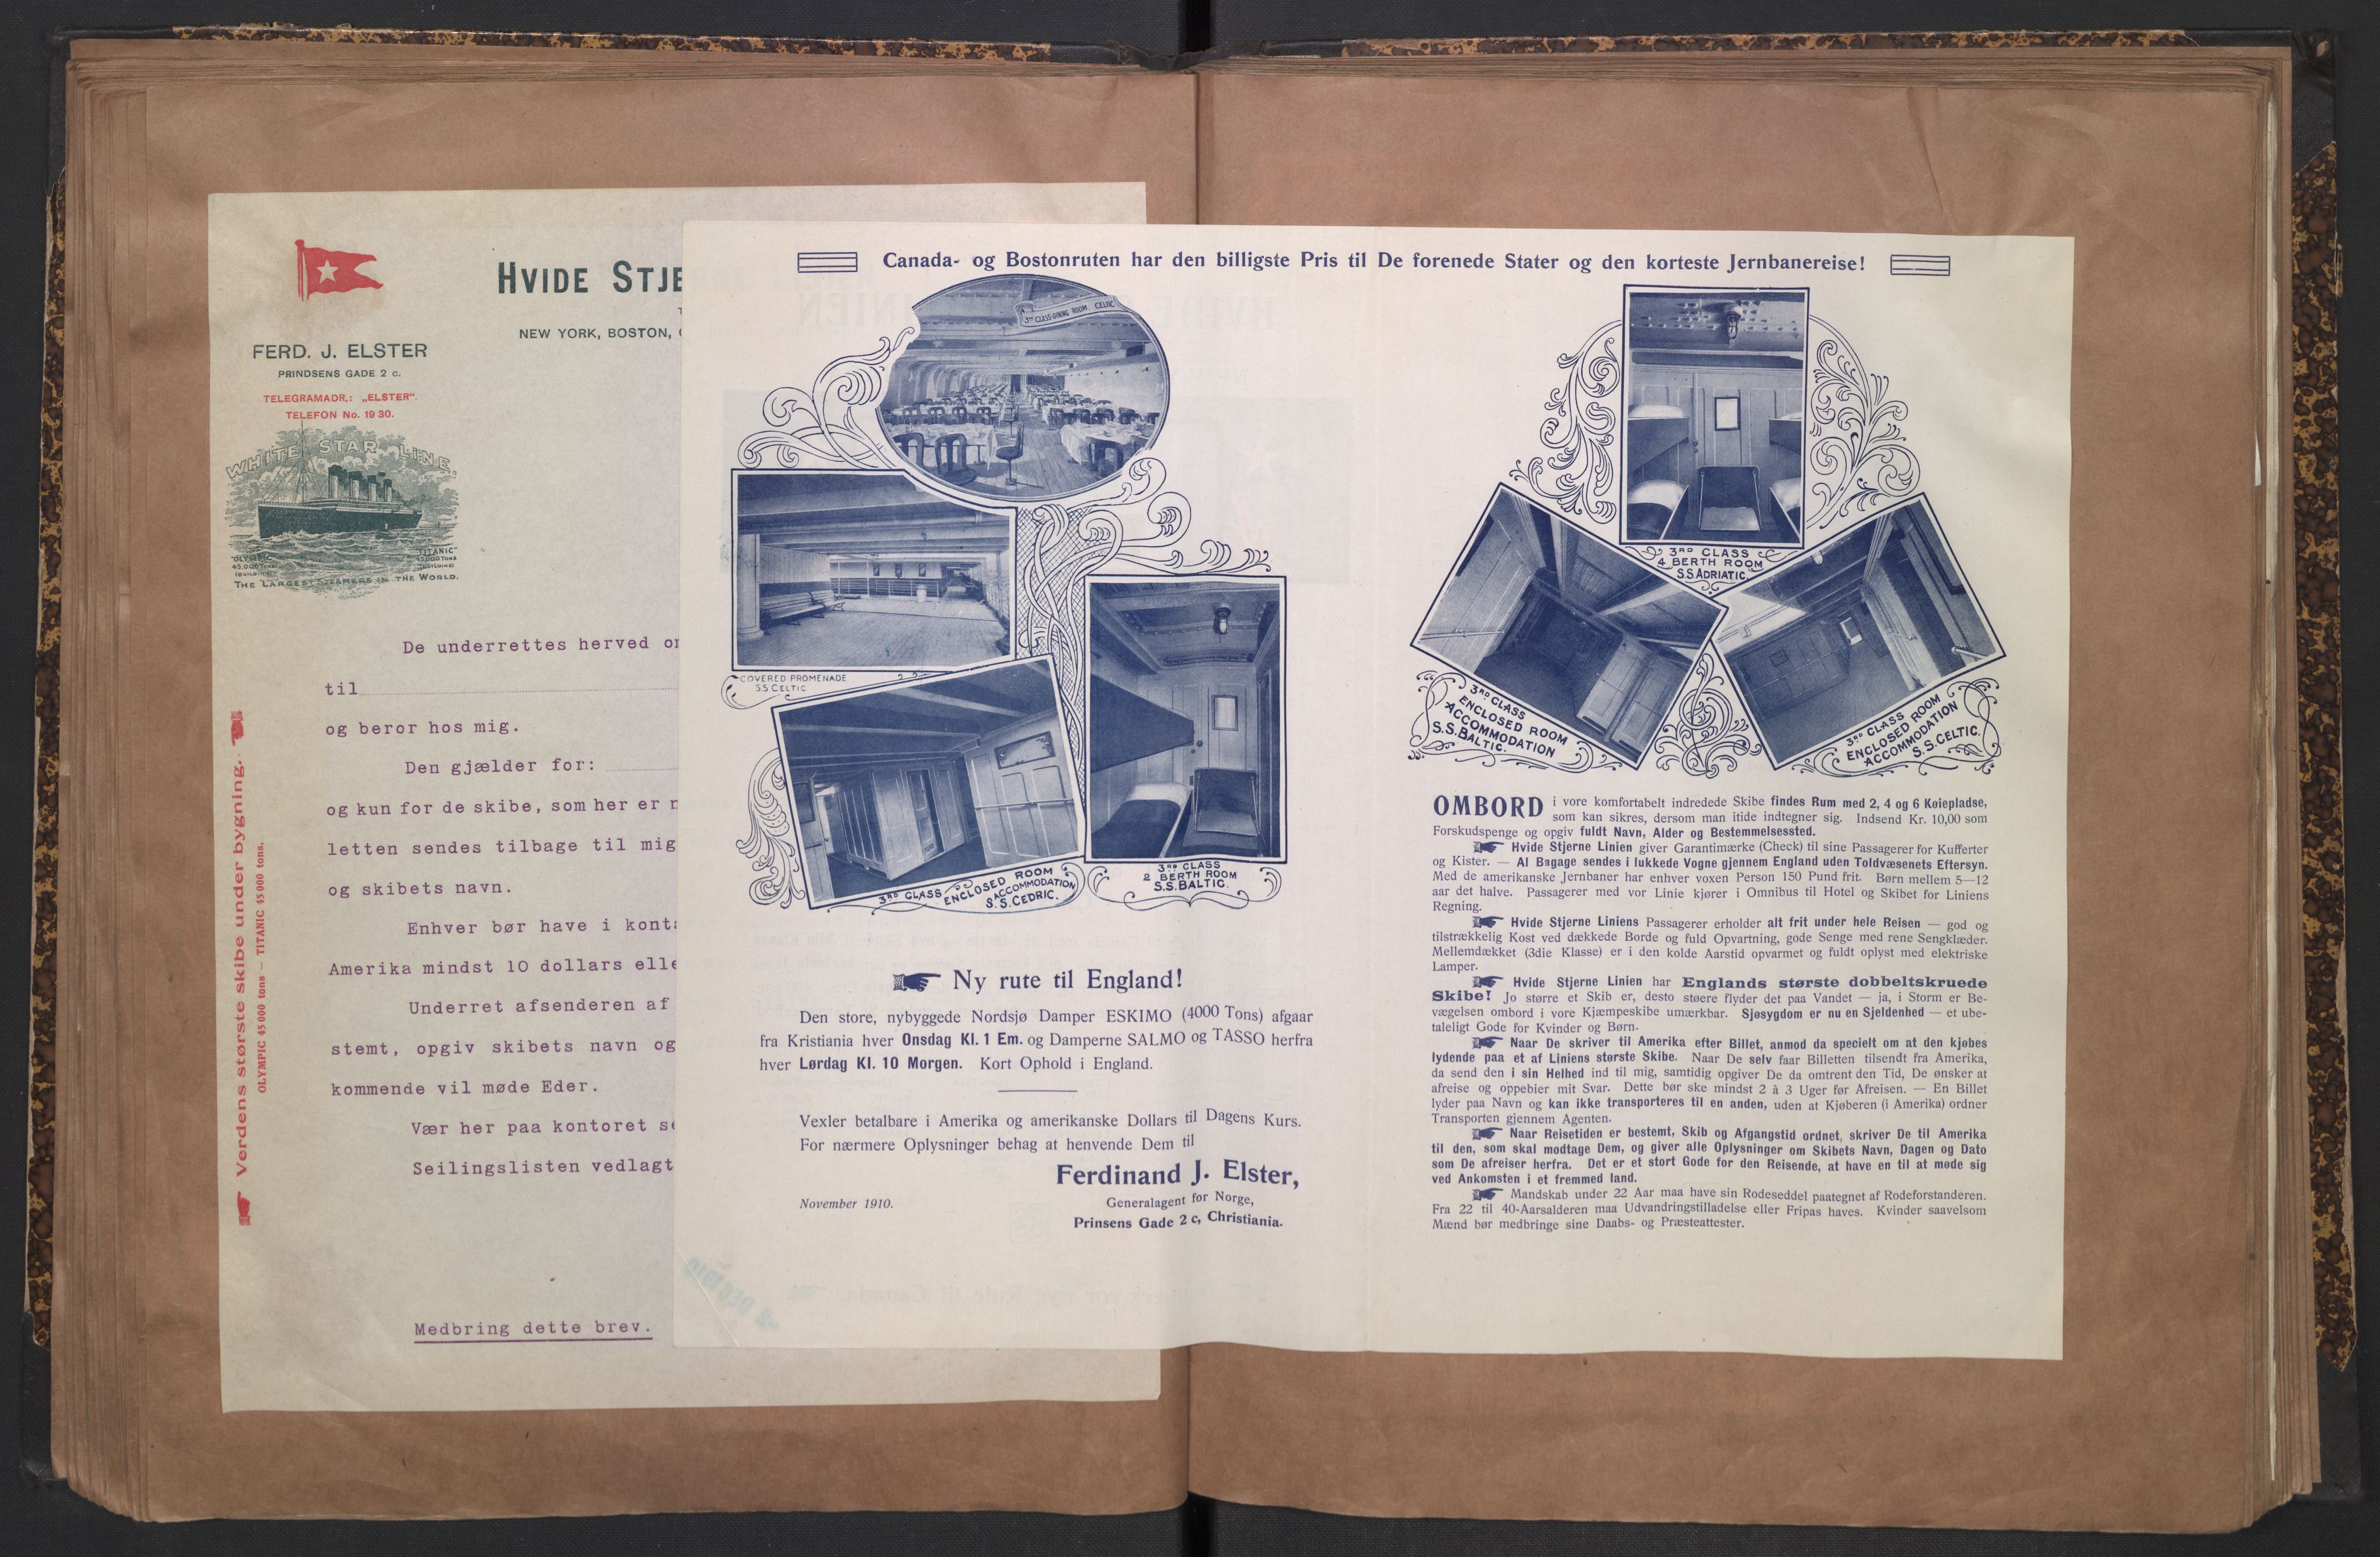 HVIDE STJE
NEW YORK, BOSTON,
FERD. J. ELSTER
PRINDSENS GADE 2 c.
TELEGRAMADR.: „ELSTER".
TELEFON No. 19 30.
WHITE STAR LINE
"OLYMPIC"
45,000 TONS
(BUILDING)
"TITANIC"
45,000 TONS
(BUILDING)
THE LARGEST STEAMERS IN THE WORLD.
Verdens største skibe under bygning.
OLYMPIC 45 000 tons — TITANIC 45 000 tons.
De underrettes herved
til
og beror hos mig.
Den gjælder for:
og kun for de skibe, som her er
letten sendes tilbage til mig
og skibets navn.
Enhver bør have i
Amerika mindst 10 dollars
Underret afsenderen af
stemt, opgiv skibets navn og
kommende vil møde Eder.
Vær her paa kontoret
Seilingslisten vedlagt
Medbring dette brev.
Canada- og Bostonruten har den billigste Pris til De forenede Stater og den korteste Jernbanereise!
3RD CLASS DINING ROOM CELTIC
COVERED PROMENADE
S.S CELTIC
3RD CLASS ENCLOSED ROOM
ACCOMMODATION
S.S. CEDRIC.
3RD CLASS
2 BERTH ROOM
S.S. BALTIC.
Ny rute til England!
Den store, nybyggede Nordsjø Damper ESKIMO (4000 Tons) afgaar
fra Kristiania hver Onsdag Kl. 1 Em. og Damperne SALMO og TASSO herfra
hver Lørdag Kl. 10 Morgen. Kort Ophold i England.
Vexler betalbare i Amerika og amerikanske Dollars til Dagens Kurs.
For nærmere Oplysninger behag at henvende Dem til
Ferdinand J. Elster,
November 1910.
Generalagent for Norge,
Prinsens Gade 2 c, Christiania.
3RD CLASS
4 BERTH ROOM
S.S ADRIATIC.
3RD CLASS
ENCLOSED ROOM
ACCOMMODATION
S.S. BALTIC.
3RD CLASS
ENCLOSED ROOM
ACCOMMODATION
S.S. CELTIC.
OMBORD i vore komfortabelt indredede Skibe findes Rum med 2, 4 og 6 Køiepladse,
som kan sikres, dersom man itide indtegner sig. Indsend Kr. 10,00 som
Forskudspenge og opgiv fuldt Navn, Alder og Bestemmelsessted.
Hvide Stjerne Linien giver Garantimærke (Check) til sine Passagerer for Kufferter
og Kister. — Al Bagage sendes i lukkede Vogne gjennem England uden Toldvæsenets Eftersyn.
Med de amerikanske Jernbaner har enhver voxen Person 150 Pund frit. Børn mellem 5—12
aar det halve. Passagerer med vor Linie kjører i Omnibus til Hotel og Skibet for Liniens
Regning.
Hvide Stjerne Liniens Passagerer erholder alt frit under hele Reisen — god og
tilstrækkelig Kost ved dækkede Borde og fuld Opvartning, gode Senge med rene Sengklæder.
Mellemdækket (3die Klasse) er i den kolde Aarstid opvarmet og fuldt oplyst med elektriske
Lamper.
Hvide Stjerne Linien har Englands største dobbeltskruede
Skibe! Jo større et Skib er, desto støere flyder det paa Vandet — ja, i Storm er Be-
vægelsen ombord i vore Kjæmpeskibe umærkbar. Sjøsygdom er nu en Sjeldenhed — et ube-
taleligt Gode for Kvinder og Børn.
Naar De skriver til Amerika efter Billet, anmod da specielt om at den kjøbes
lydende paa et af Liniens største Skibe. Naar De selv faar Billetten tilsendt fra Amerika,
da send den i sin Helhed ind til mig, samtidig opgiver De da omtrent den Tid, De ønsker at
afreise og oppebier mit Svar. Dette bør ske mindst 2 à 3 Uger før Afreisen. — En Billet
lyder paa Navn og kan ikke transporteres til en anden, uden at Kjøberen (i Amerika) ordner
Transporten gjennem Agenten.
Naar Reisetiden er bestemt, Skib og Afgangstid ordnet, skriver De til Amerika
til den, som skal modtage Dem, og giver alle Oplysninger om Skibets Navn, Dagen og Dato
som De afreiser herfra. Det er et stort Gode for den Reisende, at have en til at møde sig
ved Ankomsten i et fremmed land.
Mandskab under 22 Aar maa have sin Rodeseddel paategnet af Rodeforstanderen.
Fra 22 til 40-Aarsalderen maa Udvandringstilladelse eller Fripas haves. Kvinder saavelsom
Mænd bør medbringe sine Daabs- og Præsteattester.